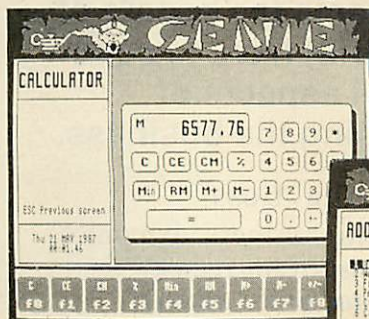 GENIE
CALCULATOR
M 6577.76
7 8 9
C CE CM % 4 5 6
Min RM M+ M- 1 2 3
= 0 .
ESC Previous screen
Thu 21 MAY 1987
C CE CM % Min RM M+ M- +/-
f0 f1 f2 f3 f4 f5 f6 f7 f8